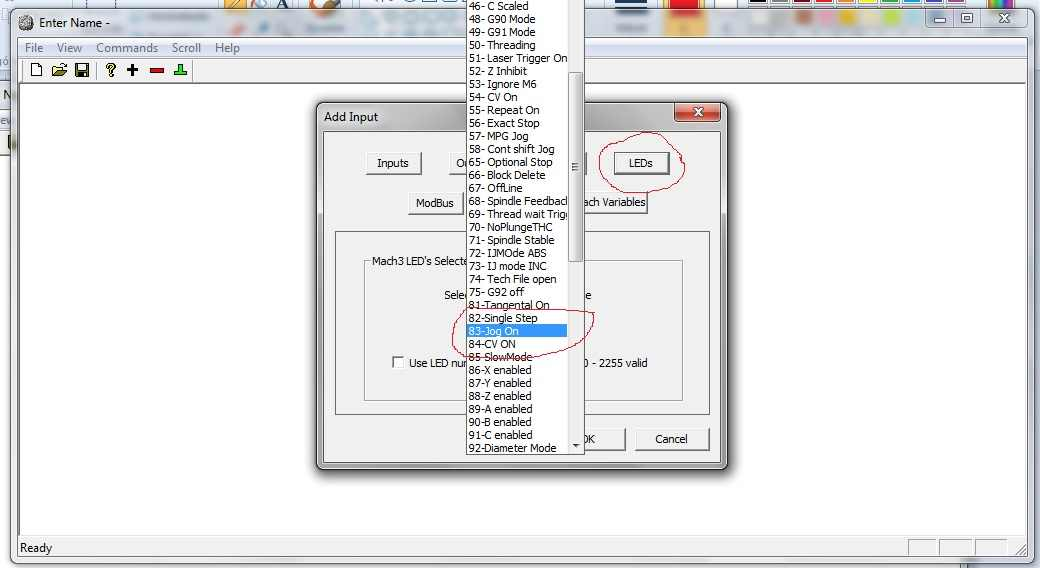 Enter Name -
File View Commands Scroll Help
Add Input
Inputs
LEDs
ModBus
ach Variables
Mach3 LED's Selecte
Use LED nu
0 - 2255 valid
OK
Cancel
46- C Scaled
48- G90 Mode
49- G91 Mode
50- Threading
51- Laser Trigger On
52- Z Inhibit
53- Ignore M6
54- CV On
55- Repeat On
56- Exact Stop
57- MPG Jog
58- Cont shift Jog
65- Optional Stop
66- Block Delete
67- OffLine
68- Spindle Feedbac
69- Thread wait Trig
70- NoPlungeTHC
71- Spindle Stable
72- IJMOde ABS
73- IJ mode INC
74- Tech File open
75- G92 off
81-Tangental On
82-Single Step
83-Jog On
84-CV ON
85-SlowMode
86-X enabled
87-Y enabled
88-Z enabled
89-A enabled
90-B enabled
91-C enabled
92-Diameter Mode
Ready